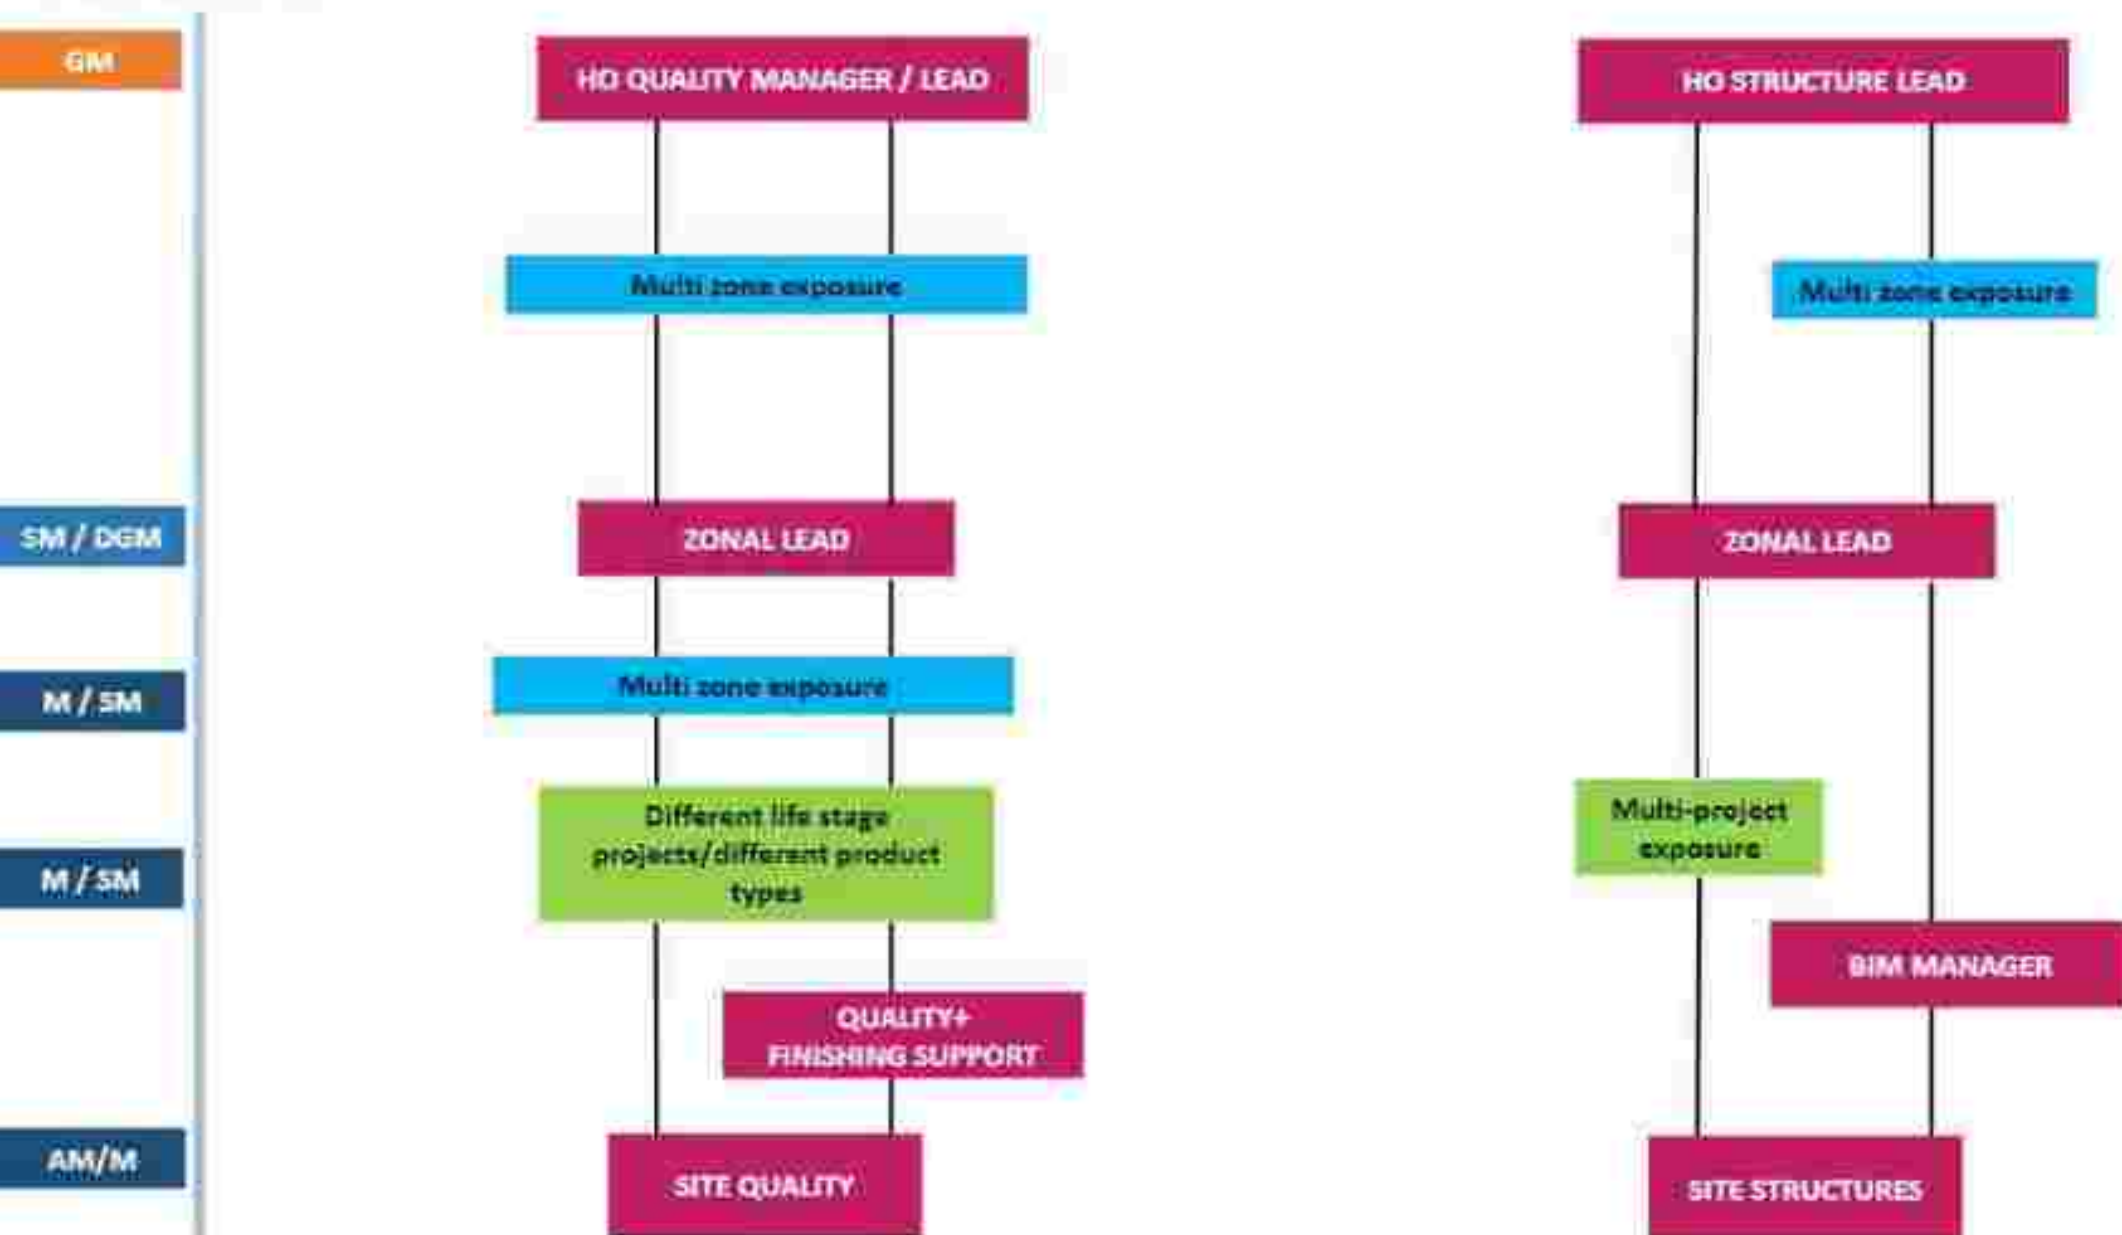 GM
HO QUALITY MANAGER / LEAD
HO STRUCTURE LEAD
Multi zone exposure
Multi zone exposure
SM / DGM
ZONAL LEAD
ZONAL LEAD
M / SM
Multi zone exposure
Different life stage
projects/different product
types
Multi-project
exposure
M / SM
BIM MANAGER
QUALITY+
FINISHING SUPPORT
AM/M
SITE QUALITY
SITE STRUCTURES